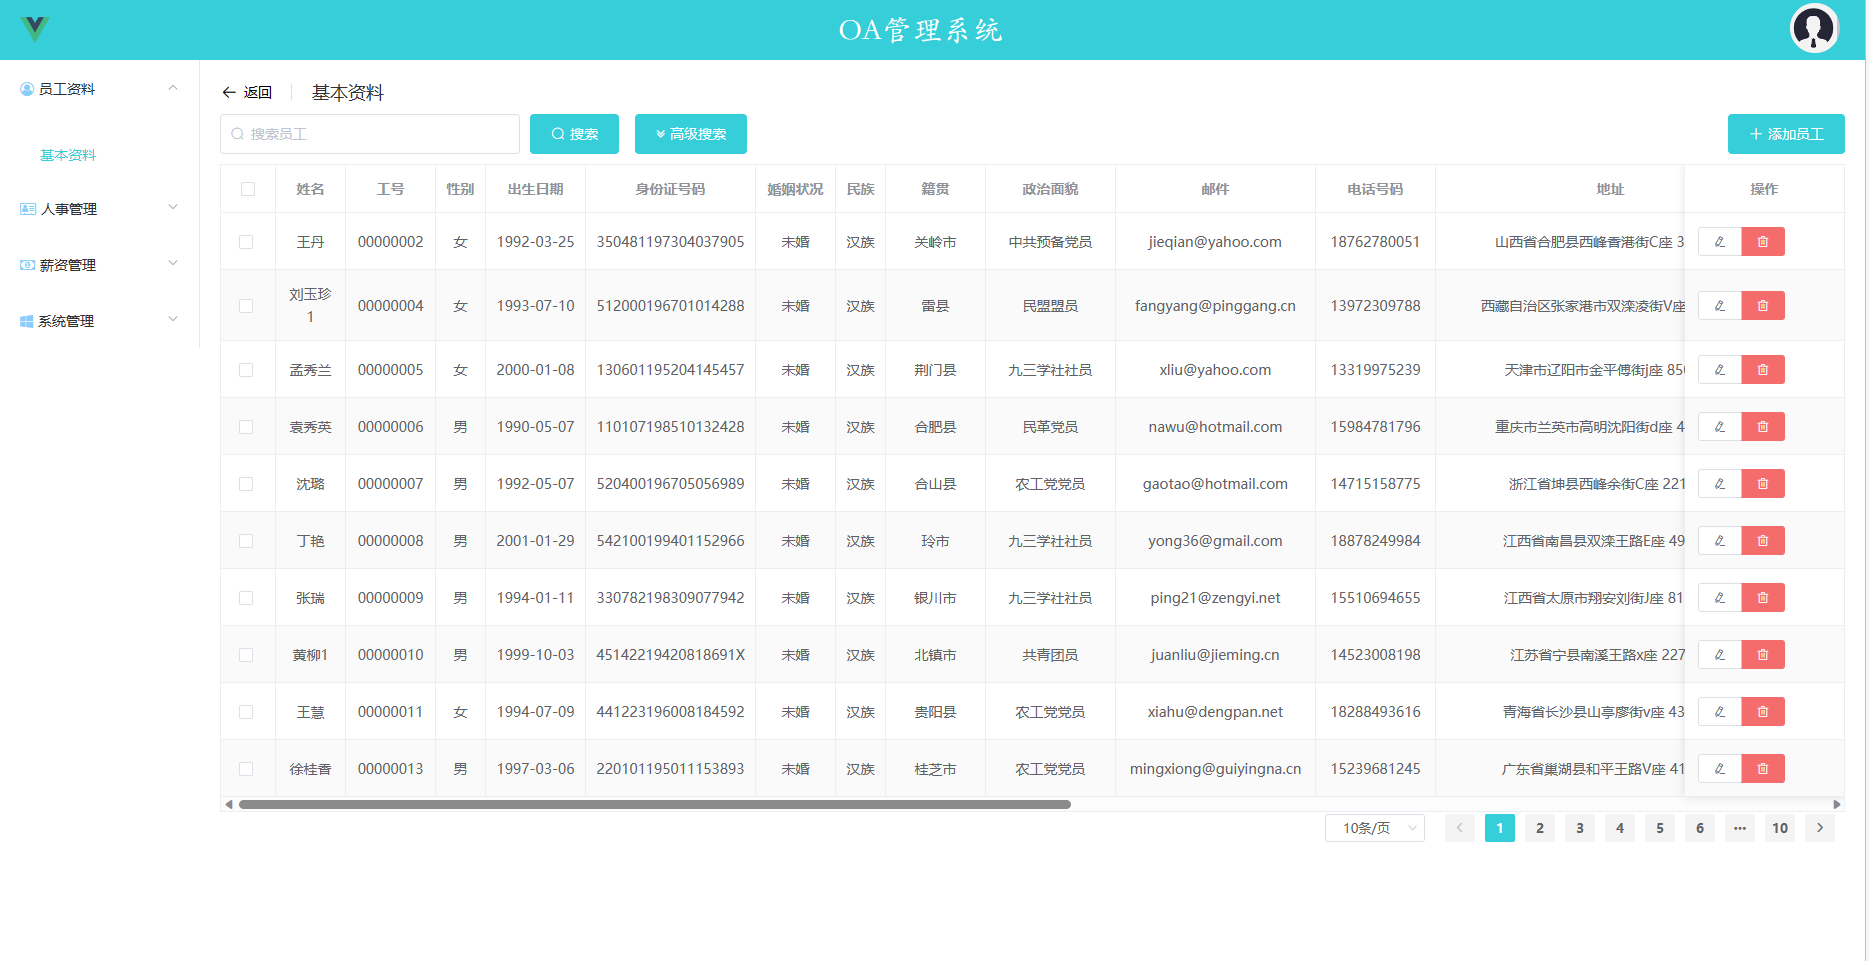 OA管理系统
员工资料
基本资料
人事管理
薪资管理
系统管理
返回 基本资料
搜索员工 搜索 高级搜索 添加员工
姓名 工号 性别 出生日期 身份证号码 婚姻状况 民族 籍贯 政治面貌 邮件 电话号码 地址 操作
王丹 00000002 女 1992-03-25 350481197304037905 未婚 汉族 关岭市 中共预备党员 jieqian@yahoo.com 18762780051 山西省合肥县西峰香港街C座 3
刘玉珍1 00000004 女 1993-07-10 512000196701014288 未婚 汉族 雷县 民盟盟员 fangyang@pinggang.cn 13972309788 西藏自治区张家港市双滦凌街V座
孟秀兰 00000005 女 2000-01-08 130601195204145457 未婚 汉族 荆门县 九三学社社员 xliu@yahoo.com 13319975239 天津市辽阳市金平傅街j座 850
袁秀英 00000006 男 1990-05-07 110107198510132428 未婚 汉族 合肥县 民革党员 nawu@hotmail.com 15984781796 重庆市兰英市高明沈阳街d座 4
沈璐 00000007 男 1992-05-07 520400196705056989 未婚 汉族 合山县 农工党党员 gaotao@hotmail.com 14715158775 浙江省坤县西峰余街C座 221
丁艳 00000008 男 2001-01-29 542100199401152966 未婚 汉族 玲市 九三学社社员 yong36@gmail.com 18878249984 江西省南昌县双滦王路E座 49
张瑞 00000009 男 1994-01-11 330782198309077942 未婚 汉族 银川市 九三学社社员 ping21@zengyi.net 15510694655 江西省太原市翔安刘街J座 81
黄柳1 00000010 男 1999-10-03 45142219420818691X 未婚 汉族 北镇市 共青团员 juanliu@jieming.cn 14523008198 江苏省宁县南溪王路x座 227
王慧 00000011 女 1994-07-09 441223196008184592 未婚 汉族 贵阳县 农工党党员 xiahu@dengpan.net 18288493616 青海省长沙县山亭廖街v座 43
徐桂香 00000013 男 1997-03-06 220101195011153893 未婚 汉族 桂芝市 农工党党员 mingxiong@guiyingna.cn 15239681245 广东省巢湖县和平王路V座 41
10条/页 1 2 3 4 5 6 ··· 10